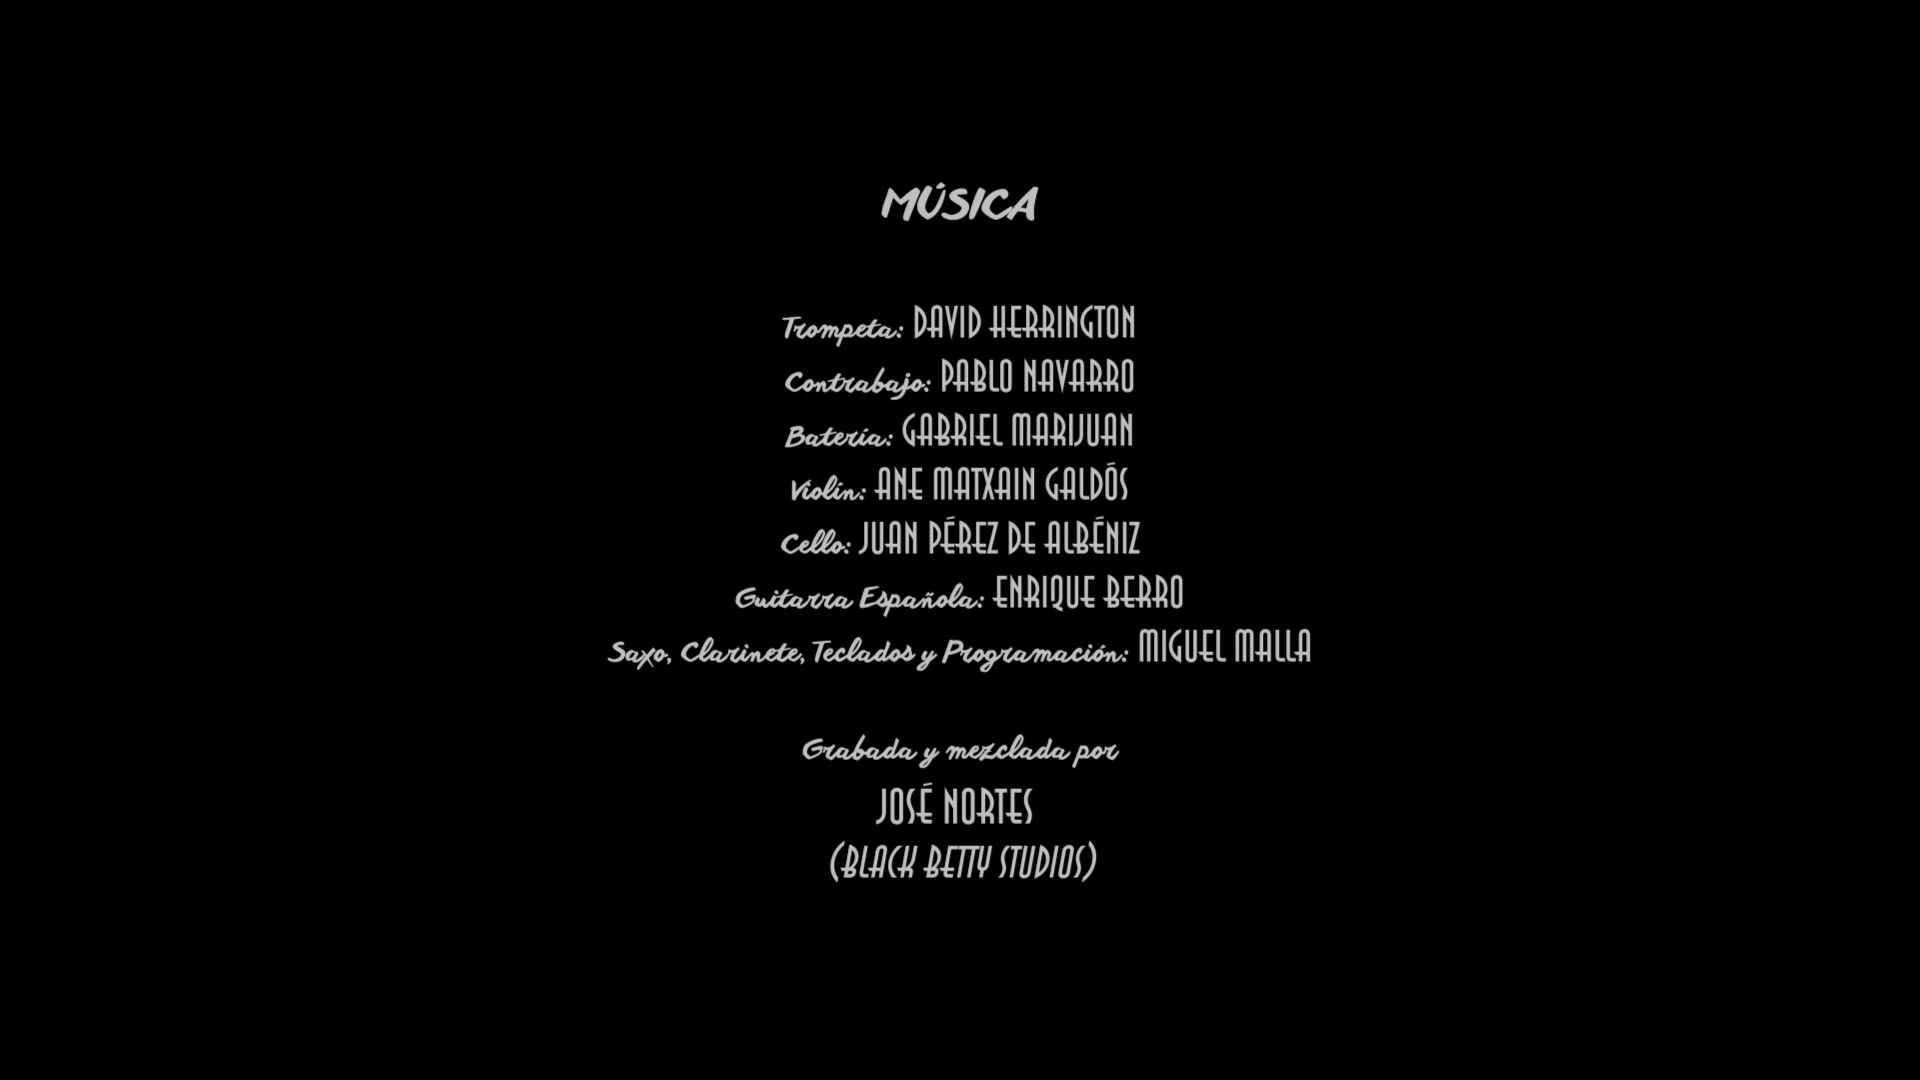 MÚSICA
Trompeta: DAVID HERRINGTON
Contrabajo: PABLO NAVARRO
Batería: GABRIEL MARIJUAN
Violín: ANE MATXAIN GALDÓS
Cello: JUAN PÉREZ DE ALBÉNIZ
Guitarra Española: ENRIQUE BERRO
Saxo, Clarinete, Teclados y Programación: MIGUEL MALLA
Grabada y mezclada por
JOSÉ NORTES
(BLACK BETTY STUDIOS)